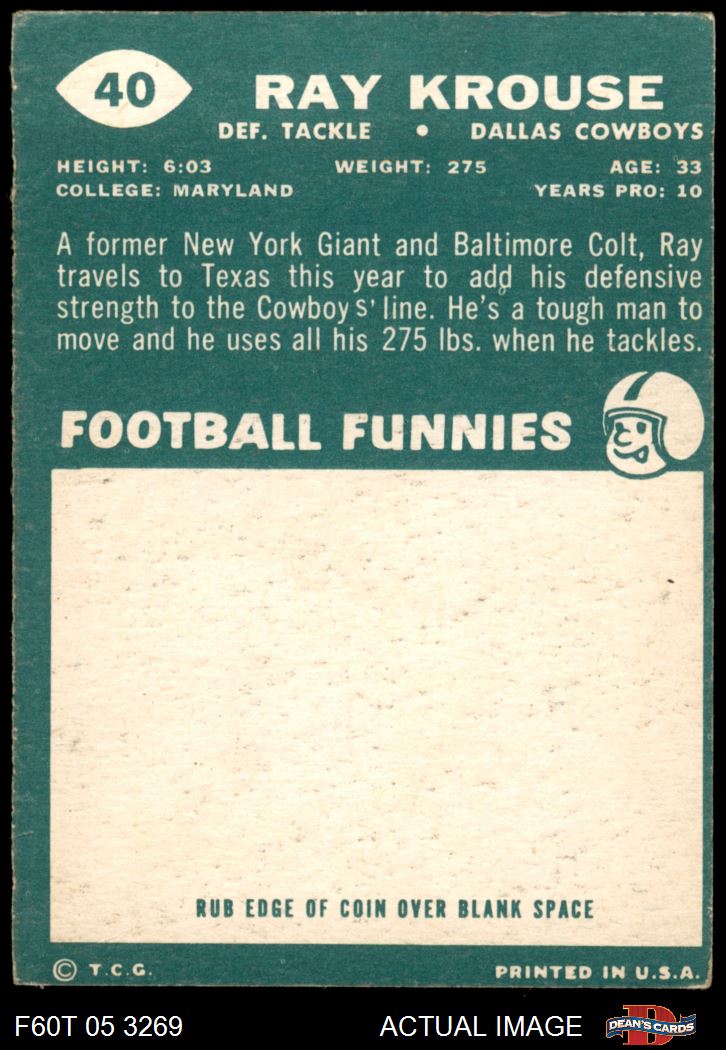 40
RAY KROUSE
DEF. TACKLE • DALLAS COWBOYS
HEIGHT: 6:03 WEIGHT: 275 AGE: 33
COLLEGE: MARYLAND YEARS PRO: 10
A former New York Giant and Baltimore Colt, Ray
travels to Texas this year to add his defensive
strength to the Cowboys' line. He's a tough man to
move and he uses all his 275 lbs. when he tackles.
FOOTBALL FUNNIES
RUB EDGE OF COIN OVER BLANK SPACE
© T.C.G. PRINTED IN U.S.A.
F60T 05 3269 ACTUAL IMAGE DEAN'S CARDS